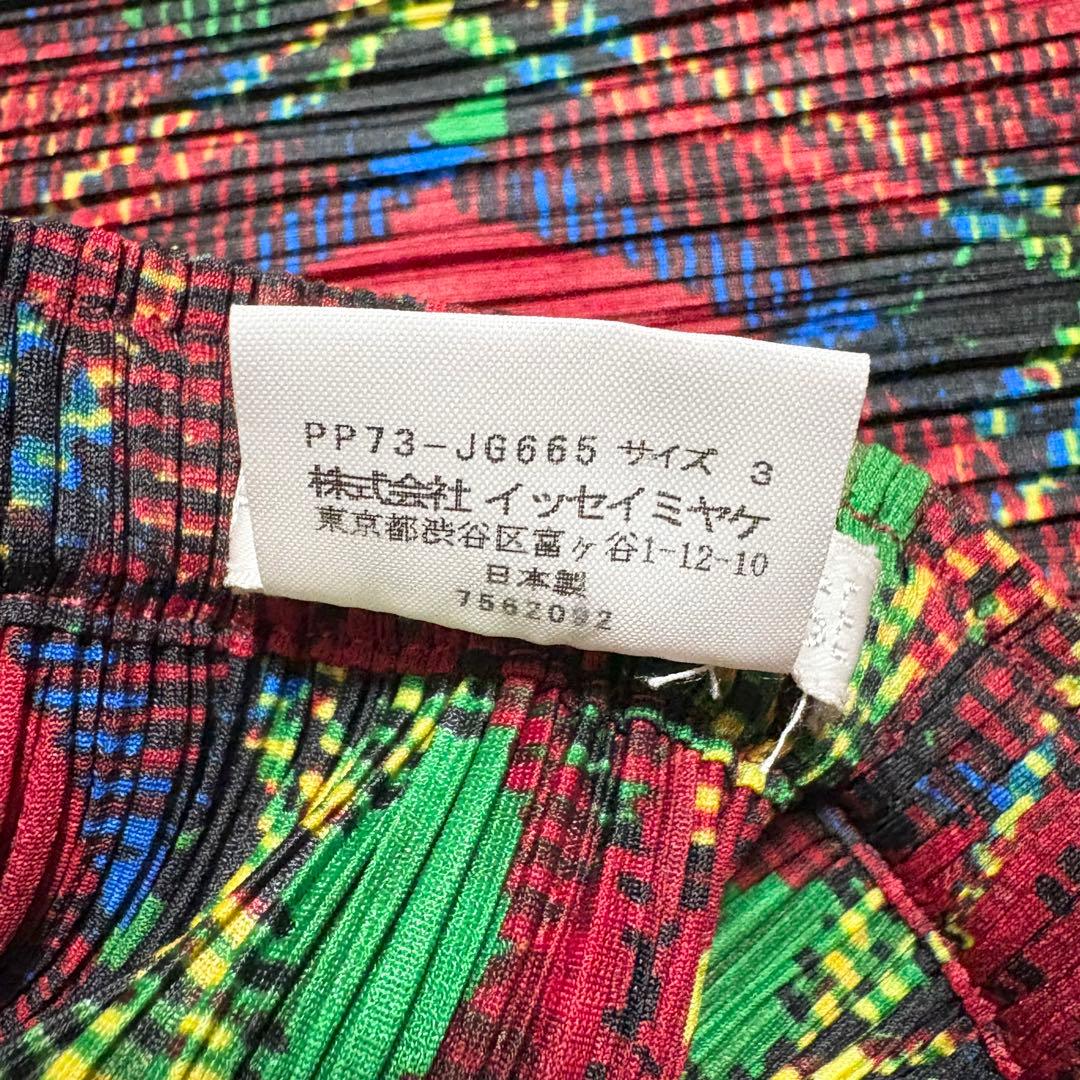 PP73-JG665 サイズ 3
株式会社 イッセイミヤケ
東京都渋谷区富ヶ谷1-12-10
日本製
7562092